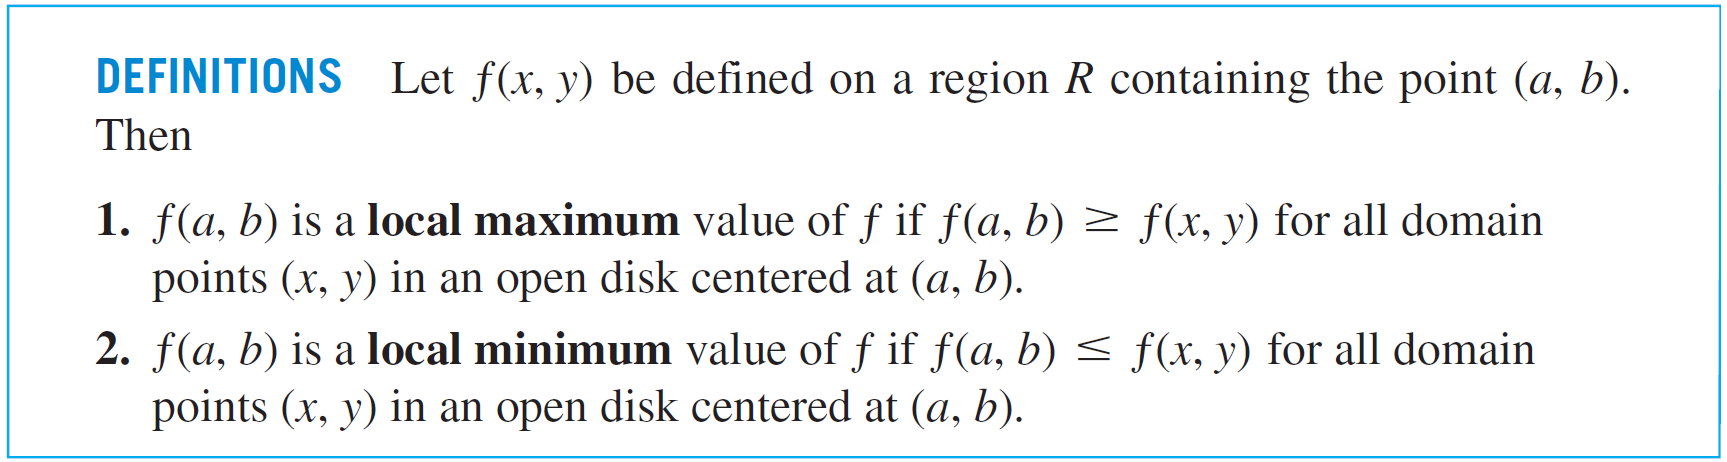 DEFINITIONS Let f(x, y) be defined on a region R containing the point (a, b).
Then
1. f(a, b) is a local maximum value of f if f(a, b) ≥ f(x, y) for all domain
points (x, y) in an open disk centered at (a, b).
2. f(a, b) is a local minimum value of f if f(a, b) ≤ f(x, y) for all domain
points (x, y) in an open disk centered at (a, b).